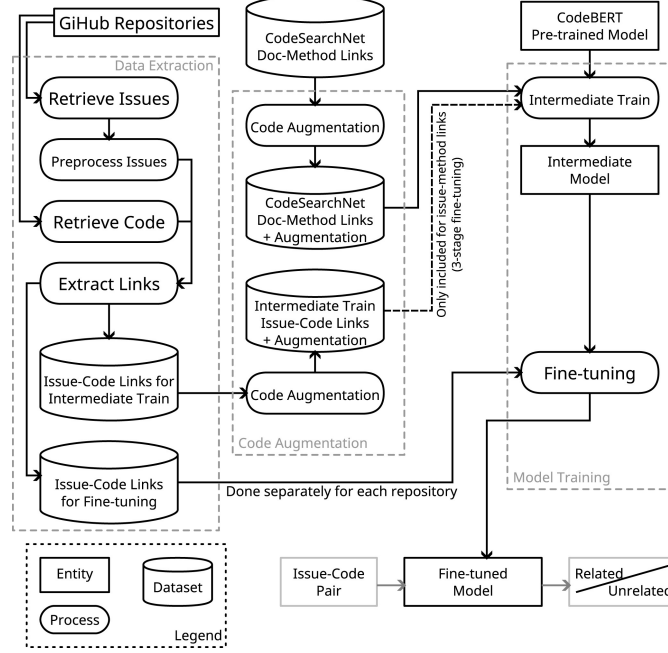 GiHub Repositories
Data Extraction
Retrieve Issues
Preprocess Issues
Retrieve Code
Extract Links
Issue-Code Links for
Intermediate Train
Issue-Code Links
for Fine-tuning
CodeSearchNet
Doc-Method Links
Code Augmentation
CodeSearchNet
Doc-Method Links
+ Augmentation
Intermediate Train
Issue-Code Links
+ Augmentation
Code Augmentation
Code Augmentation
Only included for issue-method links
(3-stage fine-tuning)
Done separately for each repository
CodeBERT
Pre-trained Model
Intermediate Train
Intermediate
Model
Fine-tuning
Model Training
Entity
Process
Dataset
Legend
Issue-Code
Pair
Fine-tuned
Model
Related
Unrelated